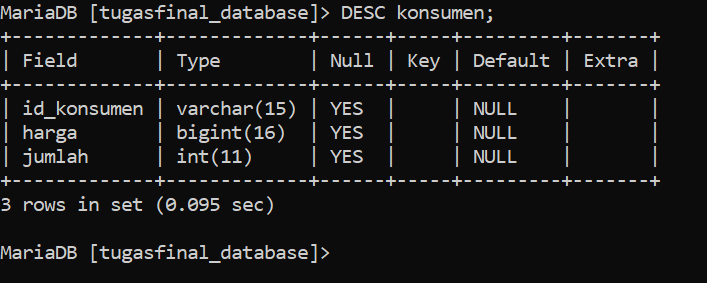 MariaDB [tugasfinal_database]> DESC konsumen;
+-------------+-------------+------+-----+---------+-------+
| Field       | Type        | Null | Key | Default | Extra |
+-------------+-------------+------+-----+---------+-------+
| id_konsumen | varchar(15) | YES  |     | NULL    |       |
| harga       | bigint(16)  | YES  |     | NULL    |       |
| jumlah      | int(11)     | YES  |     | NULL    |       |
+-------------+-------------+------+-----+---------+-------+
3 rows in set (0.095 sec)
MariaDB [tugasfinal_database]>